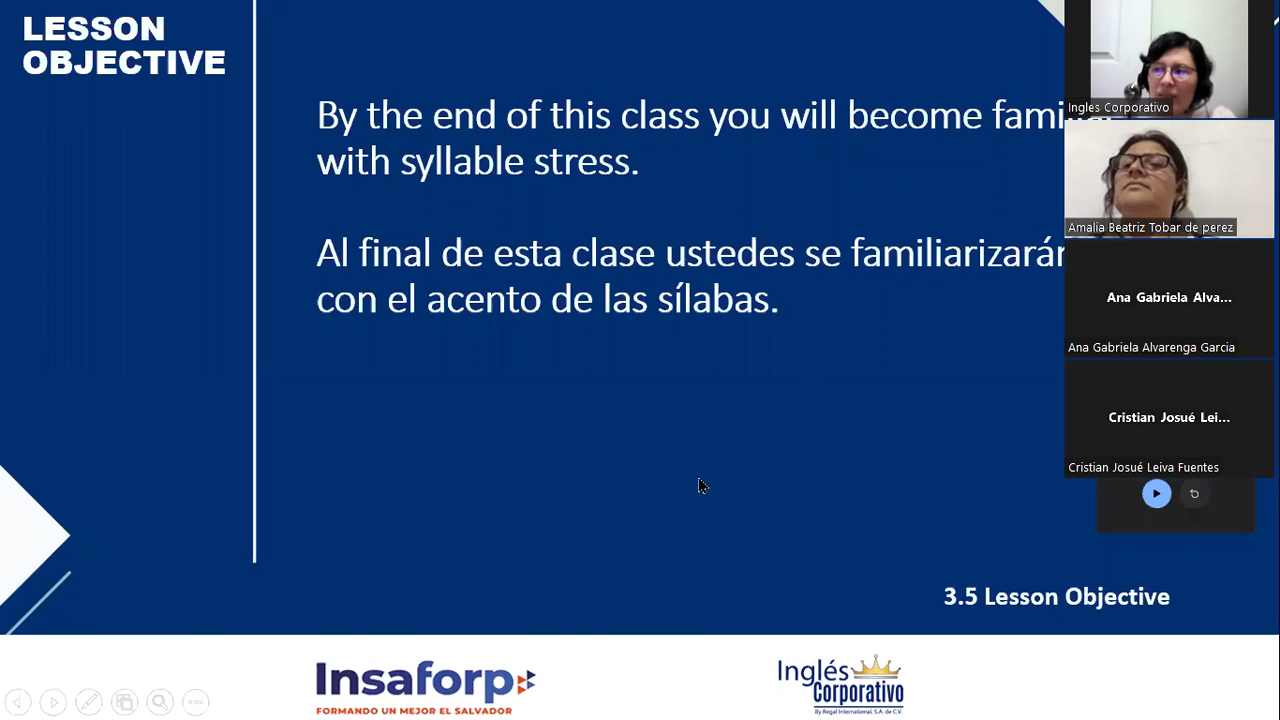 LESSON
OBJECTIVE
By the end of this class you will become
with syllable stress.
Al final de esta clase ustedes se familiarizarán
con el acento de las sílabas.
3.5 Lesson Objective
Insaforp
FORMANDO UN MEJOR EL SALVADOR
Inglés
Corporativo
By Regal International, S.A. de C.V.
Ingles Corporativo
Amalia Beatriz Tobar de perez
Ana Gabriela Alva...
Ana Gabriela Alvarenga Garcia
Cristian Josué Lei...
Cristian Josué Leiva Fuentes